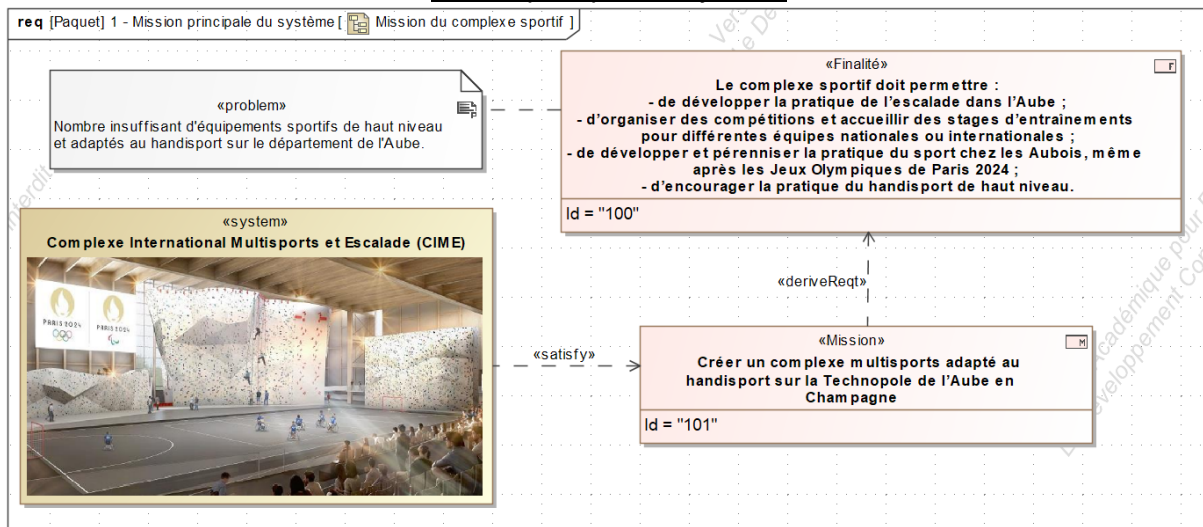 req [Paquet] 1 - Mission principale du système [ Mission du complexe sportif ]
«problem»
Nombre insuffisant d'équipements sportifs de haut niveau
et adaptés au handisport sur le département de l'Aube.
«Finalité»
Le complexe sportif doit permettre :
- de développer la pratique de l'escalade dans l'Aube ;
- d'organiser des compétitions et accueillir des stages d'entraînements
pour différentes équipes nationales ou internationales ;
- de développer et pérenniser la pratique du sport chez les Aubois, même
après les Jeux Olympiques de Paris 2024 ;
- d'encourager la pratique du handisport de haut niveau.
Id = "100"
«system»
Complexe International Multisports et Escalade (CIME)
PARIS 2024
PARIS 2024
«deriveReqt»
«satisfy»
«Mission»
M
Créer un complexe multisports adapté au
handisport sur la Technopole de l'Aube en
Champagne
Id = "101"